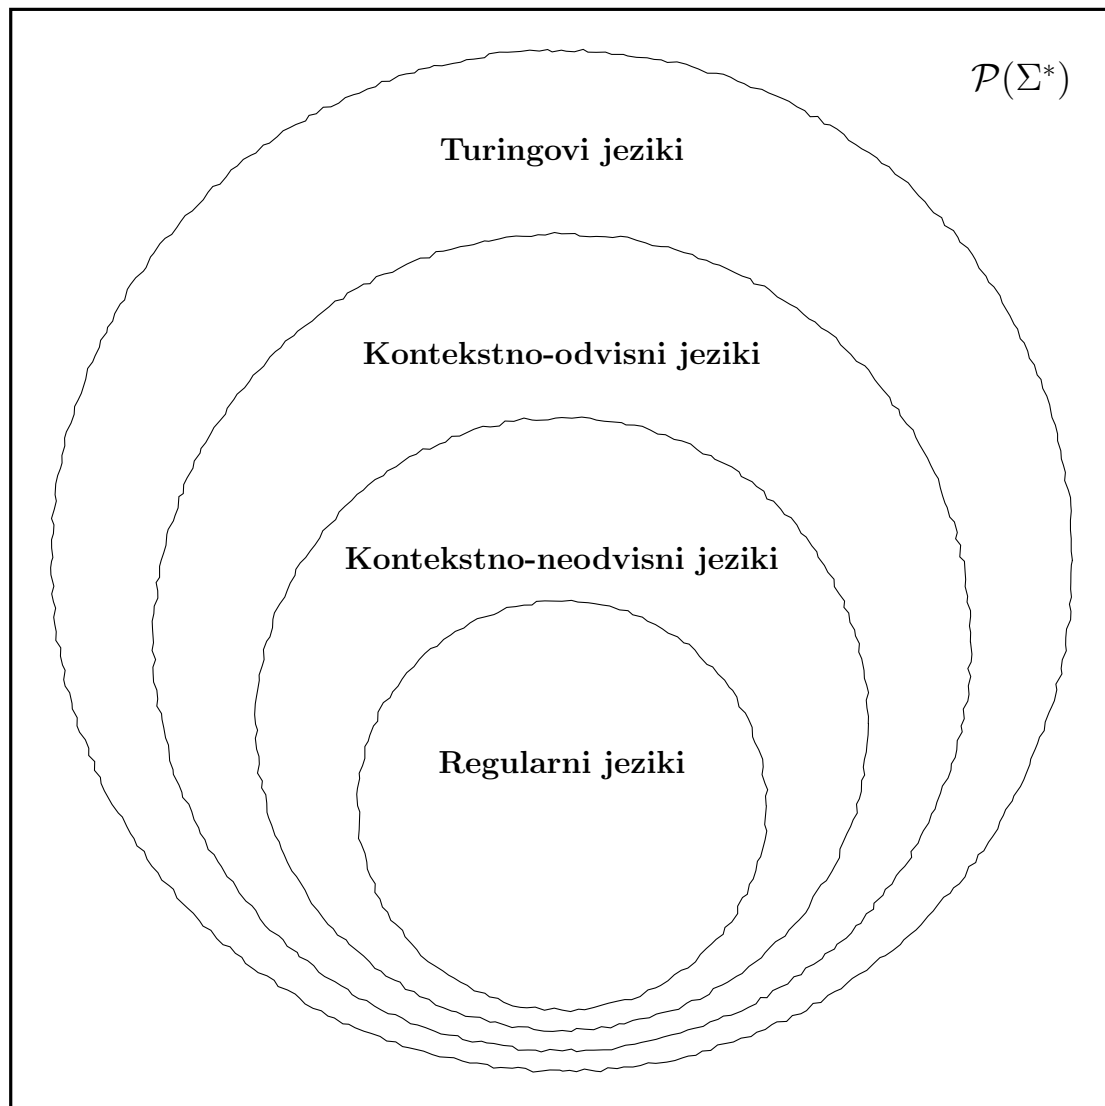 𝒫(Σ*)
Turingovi jeziki
Kontekstno-odvisni jeziki
Kontekstno-neodvisni jeziki
Regularni jeziki